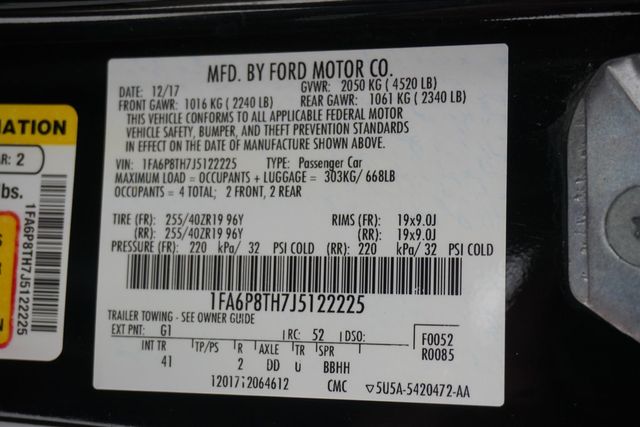 MFD. BY FORD MOTOR CO.
DATE: 12/17 GVWR: 2050 KG ( 4520 LB)
FRONT GAWR: 1016 KG ( 2240 LB) REAR GAWR: 1061 KG ( 2340 LB)
THIS VEHICLE CONFORMS TO ALL APPLICABLE FEDERAL MOTOR
VEHICLE SAFETY, BUMPER, AND THEFT PREVENTION STANDARDS
IN EFFECT ON THE DATE OF MANUFACTURE SHOWN ABOVE.
VIN: 1FA6P8TH7J5122225 TYPE: Passenger Car
MAXIMUM LOAD = OCCUPANTS + LUGGAGE = 303KG/ 668LB
OCCUPANTS = 4 TOTAL; 2 FRONT, 2 REAR
TIRE (FR): 255/40ZR19 96Y RIMS (FR): 19x9.0J
(RR): 255/40ZR19 96Y (RR): 19x9.0J
PRESSURE (FR): 220 kPa/ 32 PSI COLD (RR): 220 kPa/ 32 PSI COLD
1FA6P8TH7J5122225
TRAILER TOWING - SEE OWNER GUIDE
EXT PNT: G1 RC: 52 DSO: F0052
INT TR TP/PS R AXLE TR SPR R0085
41 2 DD U BBHH
1201712064612 CMC ▽5U5A-5420472-AA
MATION
AR: 2
lbs.
1FA6P8TH7J5122225